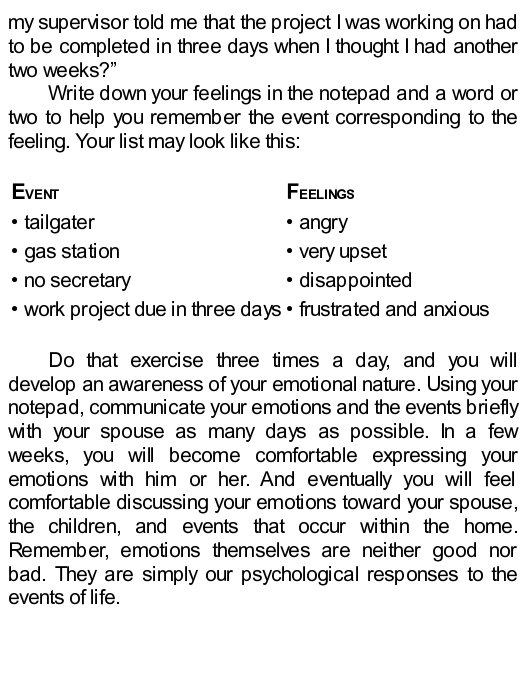 my supervisor told me that the project I was working on had
to be completed in three days when I thought I had another
two weeks?”
Write down your feelings in the notepad and a word or
two to help you remember the event corresponding to the
feeling. Your list may look like this:
EVENT FEELINGS
• tailgater • angry
• gas station • very upset
• no secretary • disappointed
• work project due in three days • frustrated and anxious
Do that exercise three times a day, and you will
develop an awareness of your emotional nature. Using your
notepad, communicate your emotions and the events briefly
with your spouse as many days as possible. In a few
weeks, you will become comfortable expressing your
emotions with him or her. And eventually you will feel
comfortable discussing your emotions toward your spouse,
the children, and events that occur within the home.
Remember, emotions themselves are neither good nor
bad. They are simply our psychological responses to the
events of life.